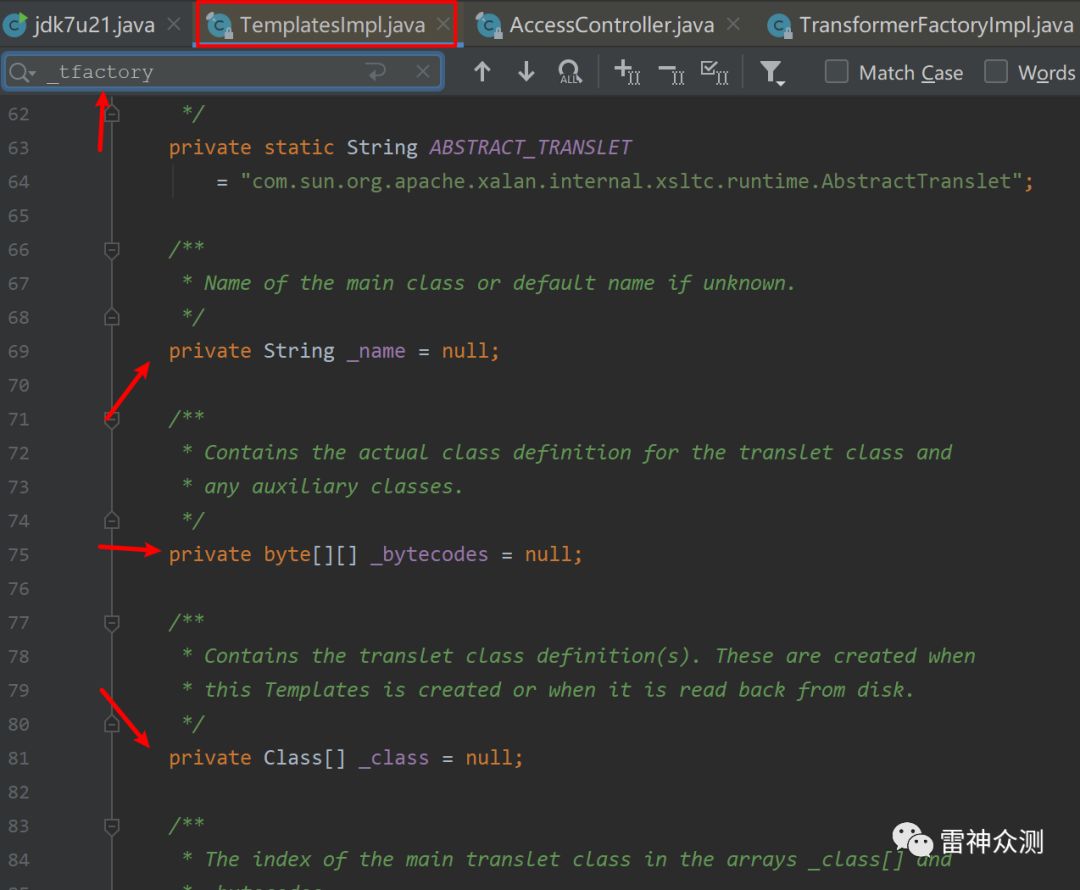 jdk7u21.java TemplatesImpl.java AccessController.java TransformerFactoryImpl.java
_tfactory Match Case Words
62 */
63 private static String ABSTRACT_TRANSLET
64 = "com.sun.org.apache.xalan.internal.xsltc.runtime.AbstractTranslet";
65
66 /**
67 * Name of the main class or default name if unknown.
68 */
69 private String _name = null;
70
71 /**
72 * Contains the actual class definition for the translet class and
73 * any auxiliary classes.
74 */
75 private byte[][] _bytecodes = null;
76
77 /**
78 * Contains the translet class definition(s). These are created when
79 * this Templates is created or when it is read back from disk.
80 */
81 private Class[] _class = null;
82
83 /**
84 * The index of the main translet class in the arrays _class[] and
雷神众测